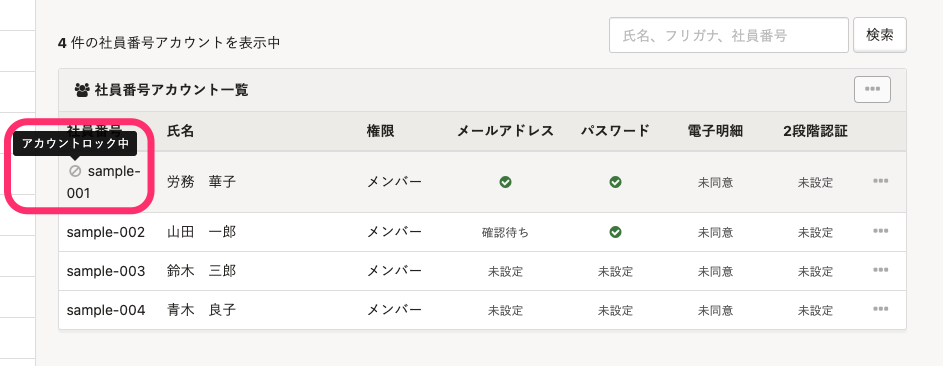 4 件の社員番号アカウントを表示中
氏名、フリガナ、社員番号 検索
社員番号アカウント一覧
社員番号 氏名 権限 メールアドレス パスワード 電子明細 2段階認証
アカウントロック中
sample-001 労務 華子 メンバー 未同意 未設定
sample-002 山田 一郎 メンバー 確認待ち 未同意 未設定
sample-003 鈴木 三郎 メンバー 未設定 未設定 未同意 未設定
sample-004 青木 良子 メンバー 未設定 未設定 未同意 未設定